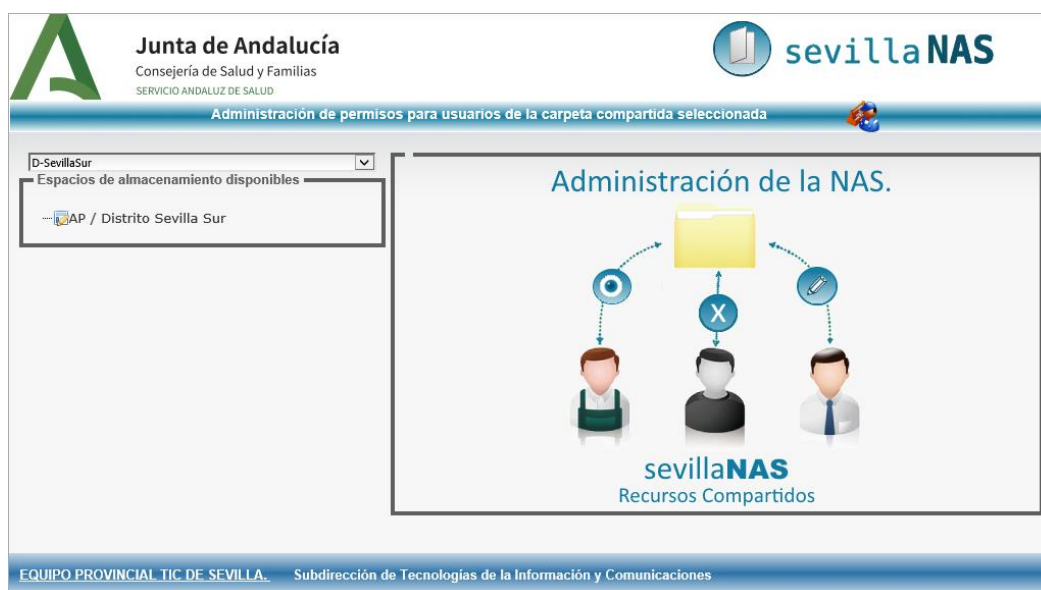 Junta de Andalucía
Consejería de Salud y Familias
SERVICIO ANDALUZ DE SALUD
sevillaNAS
Administración de permisos para usuarios de la carpeta compartida seleccionada
D-SevillaSur
Espacios de almacenamiento disponibles
AP / Distrito Sevilla Sur
Administración de la NAS.
X
sevillaNAS
Recursos Compartidos
EQUIPO PROVINCIAL TIC DE SEVILLA. Subdirección de Tecnologías de la Información y Comunicaciones